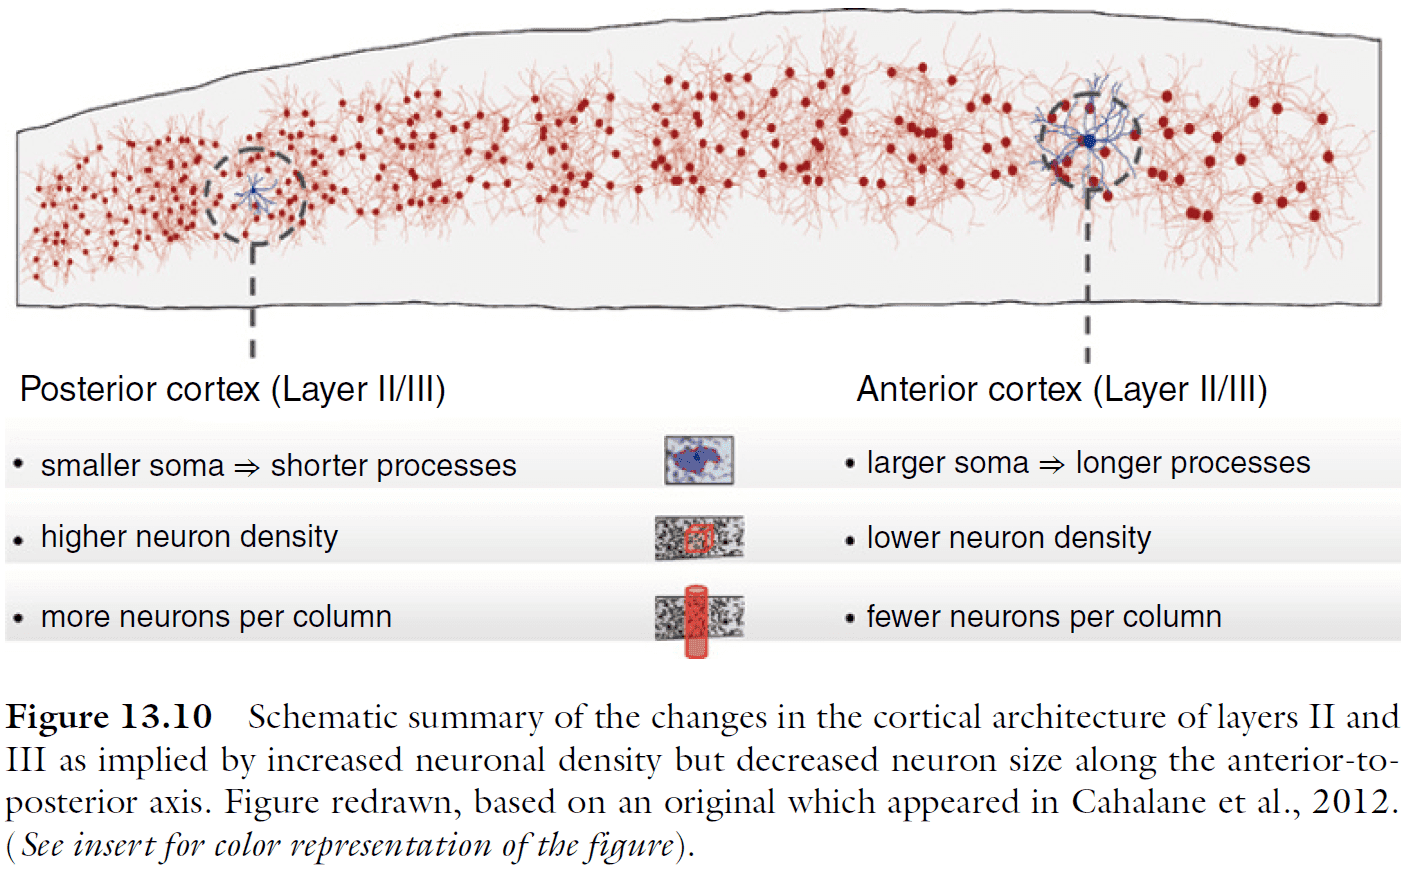 Posterior cortex (Layer II/III)
Anterior cortex (Layer II/III)
• smaller soma ⇒ shorter processes
• larger soma ⇒ longer processes
• higher neuron density
• lower neuron density
• more neurons per column
• fewer neurons per column
Figure 13.10 Schematic summary of the changes in the cortical architecture of layers II and
III as implied by increased neuronal density but decreased neuron size along the anterior-to-
posterior axis. Figure redrawn, based on an original which appeared in Cahalane et al., 2012.
(See insert for color representation of the figure).